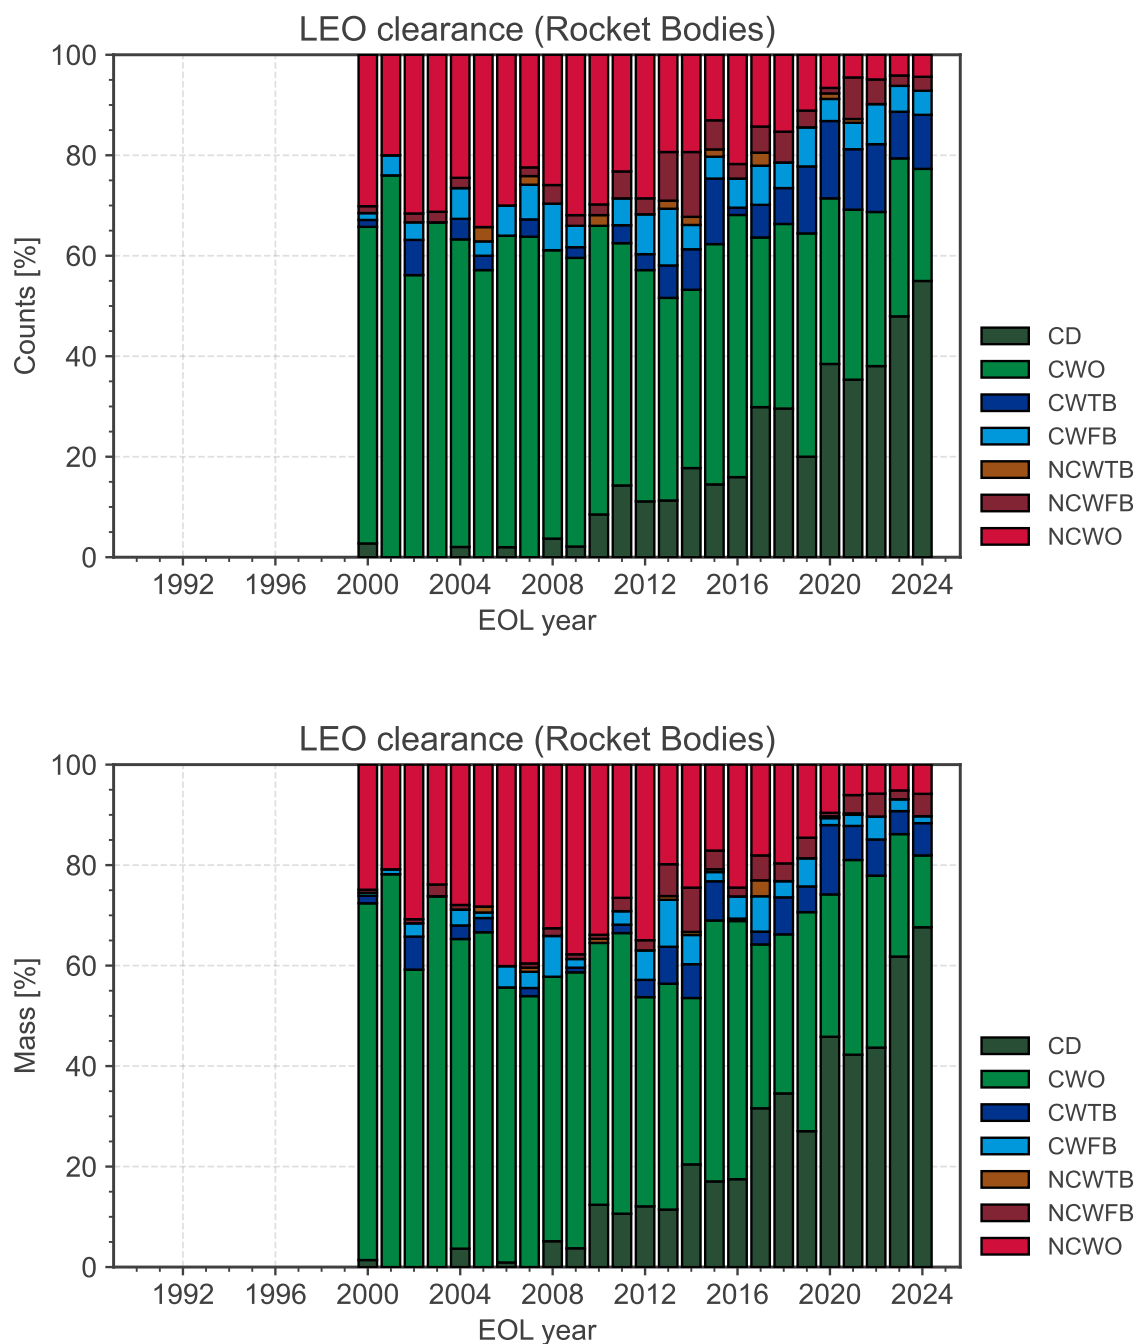 LEO clearance (Rocket Bodies)
100
80
60
40
20
0
Counts [%]
1992 1996 2000 2004 2008 2012 2016 2020 2024
EOL year
CD
CWO
CWTB
CWFB
NCWTB
NCWFB
NCWO
LEO clearance (Rocket Bodies)
100
80
60
40
20
0
Mass [%]
1992 1996 2000 2004 2008 2012 2016 2020 2024
EOL year
CD
CWO
CWTB
CWFB
NCWTB
NCWFB
NCWO